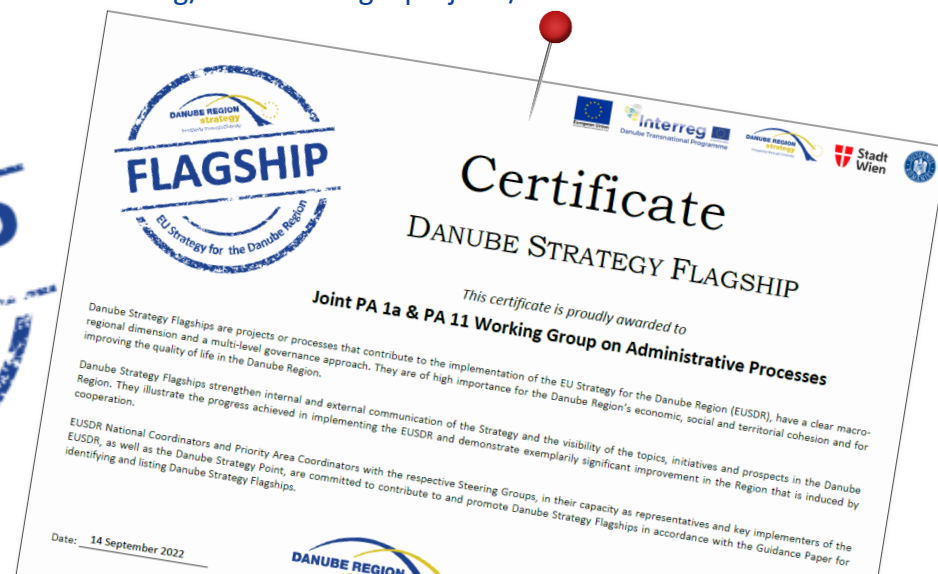 DANUBE REGION
strategy
FLAGSHIP
EU Strategy for the Danube Region
European Union
Interreg
Danube Transnational Programme
DANUBE REGION
strategy
Stadt
Wien
Certificate
DANUBE STRATEGY FLAGSHIP
This certificate is proudly awarded to
Joint PA 1a & PA 11 Working Group on Administrative Processes
Danube Strategy Flagships are projects or processes that contribute to the implementation of the EU Strategy for the Danube Region (EUSDR), have a clear macro-
regional dimension and a multi-level governance approach. They are of high importance for the Danube Region's economic, social and territorial cohesion and for
improving the quality of life in the Danube Region.
Danube Strategy Flagships strengthen internal and external communication of the Strategy and the visibility of the topics, initiatives and prospects in the Danube
Region. They illustrate the progress achieved in implementing the EUSDR and demonstrate exemplarily significant improvement in the Region that is induced by
cooperation.
EUSDR National Coordinators and Priority Area Coordinators with the respective Steering Groups, in their capacity as representatives and key implementers of the
EUSDR, as well as the Danube Strategy Point, are committed to contribute to and promote Danube Strategy Flagships in accordance with the Guidance Paper for
identifying and listing Danube Strategy Flagships.
Date: 14 September 2022
DANUBE REGION